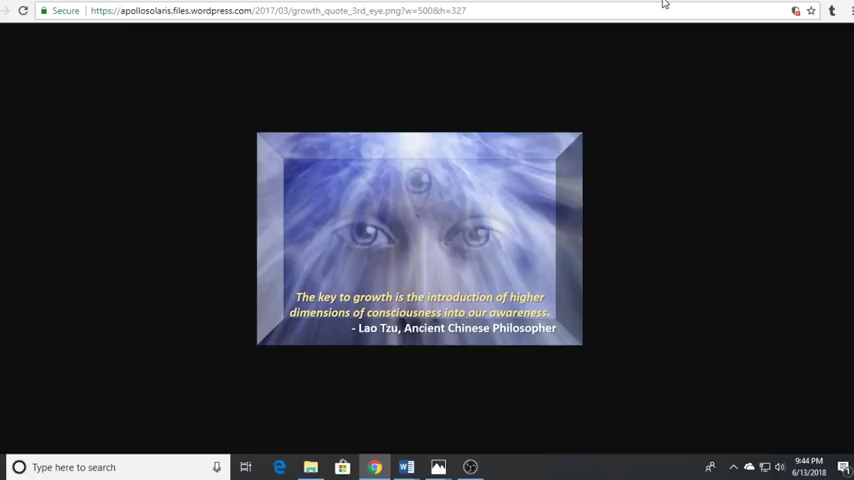 Secure https://apollosolaris.files.wordpress.com/2017/03/growth_quote_3rd_eye.png?w=500&h=327
The key to growth is the introduction of higher
dimensions of consciousness into our awareness.
- Lao Tzu, Ancient Chinese Philosopher
Type here to search
9:44 PM
6/13/2018